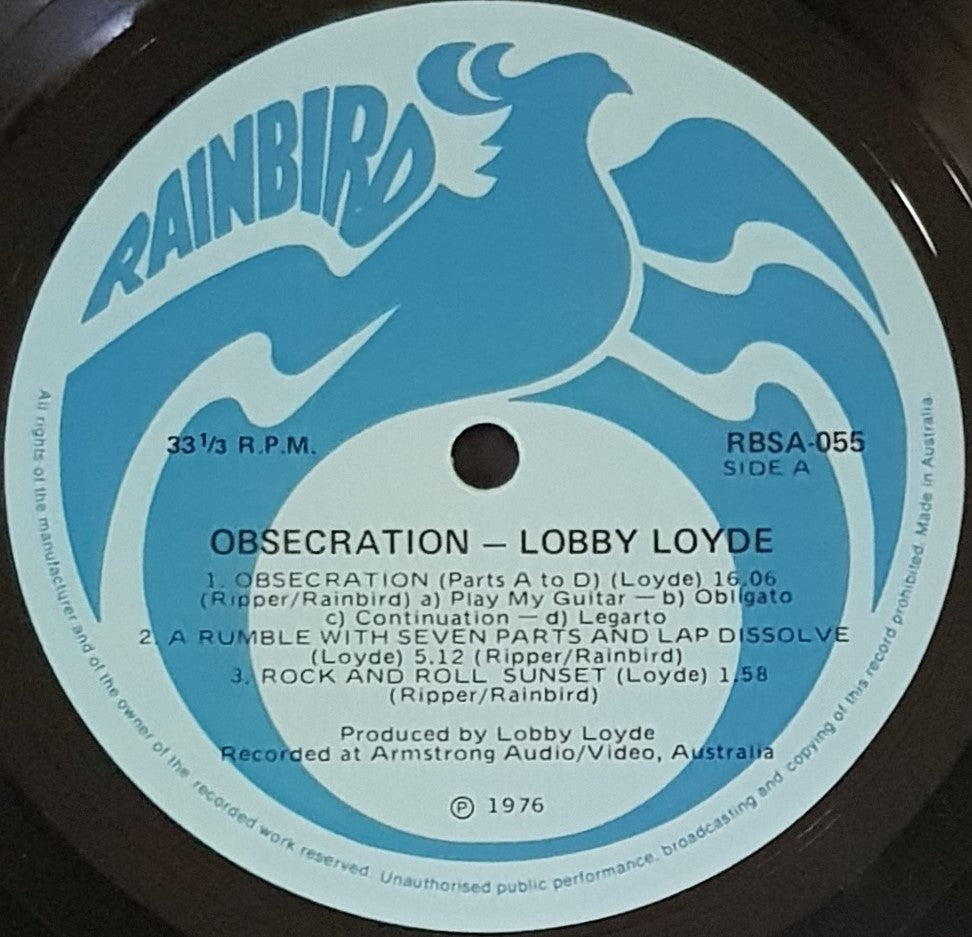 RAINBIRD
33 1/3 R.P.M.
RBSA-055
SIDE A
OBSECRATION — LOBBY LOYDE
1. OBSECRATION (Parts A to D) (Loyde) 16.06
(Ripper/Rainbird) a) Play My Guitar — b) Obligato
c) Continuation — d) Legarto
2. A RUMBLE WITH SEVEN PARTS AND LAP DISSOLVE
(Loyde) 5.12 (Ripper/Rainbird)
3. ROCK AND ROLL SUNSET (Loyde) 1.58
(Ripper/Rainbird)
Produced by Lobby Loyde
Recorded at Armstrong Audio/Video, Australia
Ⓟ 1976
All rights of the manufacturer and of the owner of the recorded work reserved. Unauthorised public performance, broadcasting and copying of this record prohibited. Made in Australia.